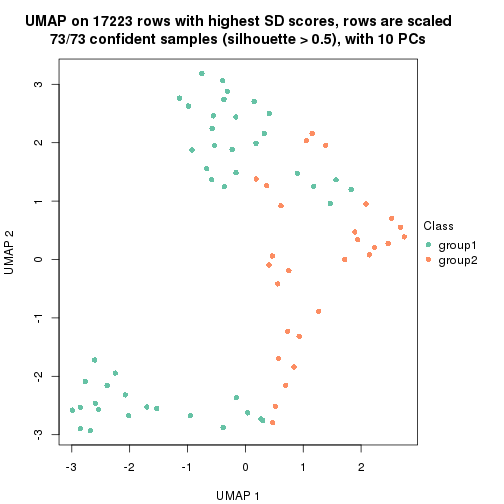 UMAP on 17223 rows with highest SD scores, rows are scaled
73/73 confident samples (silhouette > 0.5), with 10 PCs
3
2
1
0
-1
-2
-3
UMAP 2
Class
group1
group2
-3 -2 -1 0 1 2
UMAP 1